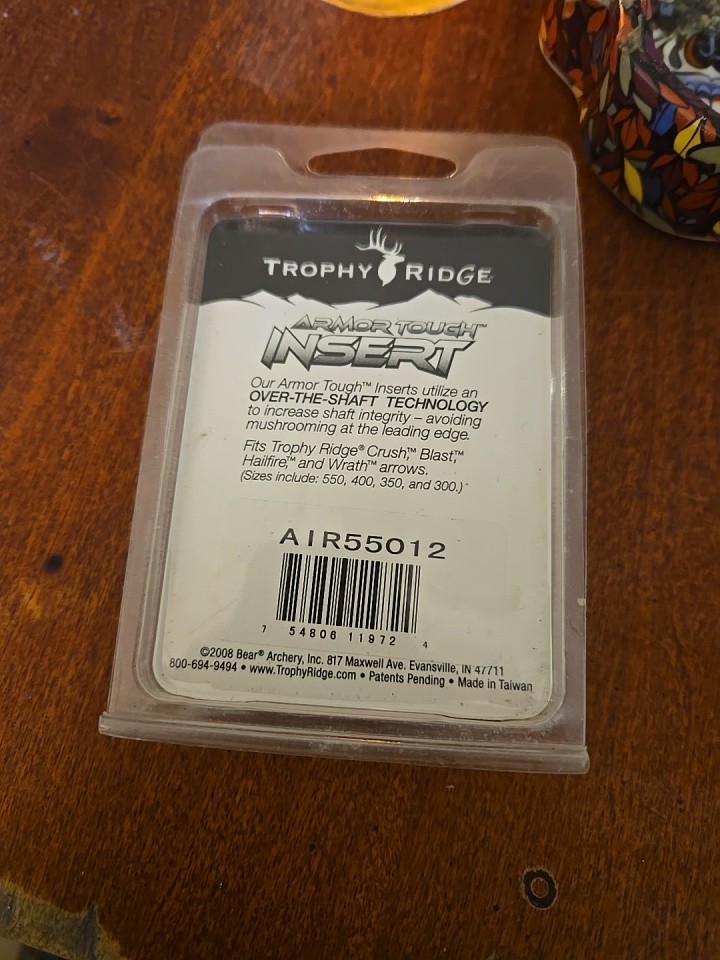 TROPHY RIDGE
ARMOR TOUGH™
INSERT
Our Armor Tough™ Inserts utilize an
OVER-THE-SHAFT TECHNOLOGY
to increase shaft integrity – avoiding
mushrooming at the leading edge.
Fits Trophy Ridge® Crush,™ Blast,™
Hailfire,™ and Wrath™ arrows.
(Sizes include: 550, 400, 350, and 300.)
AIR55012
7 54806 11972 4
©2008 Bear® Archery, Inc. 817 Maxwell Ave. Evansville, IN 47711
800-694-9494 • www.TrophyRidge.com • Patents Pending • Made in Taiwan